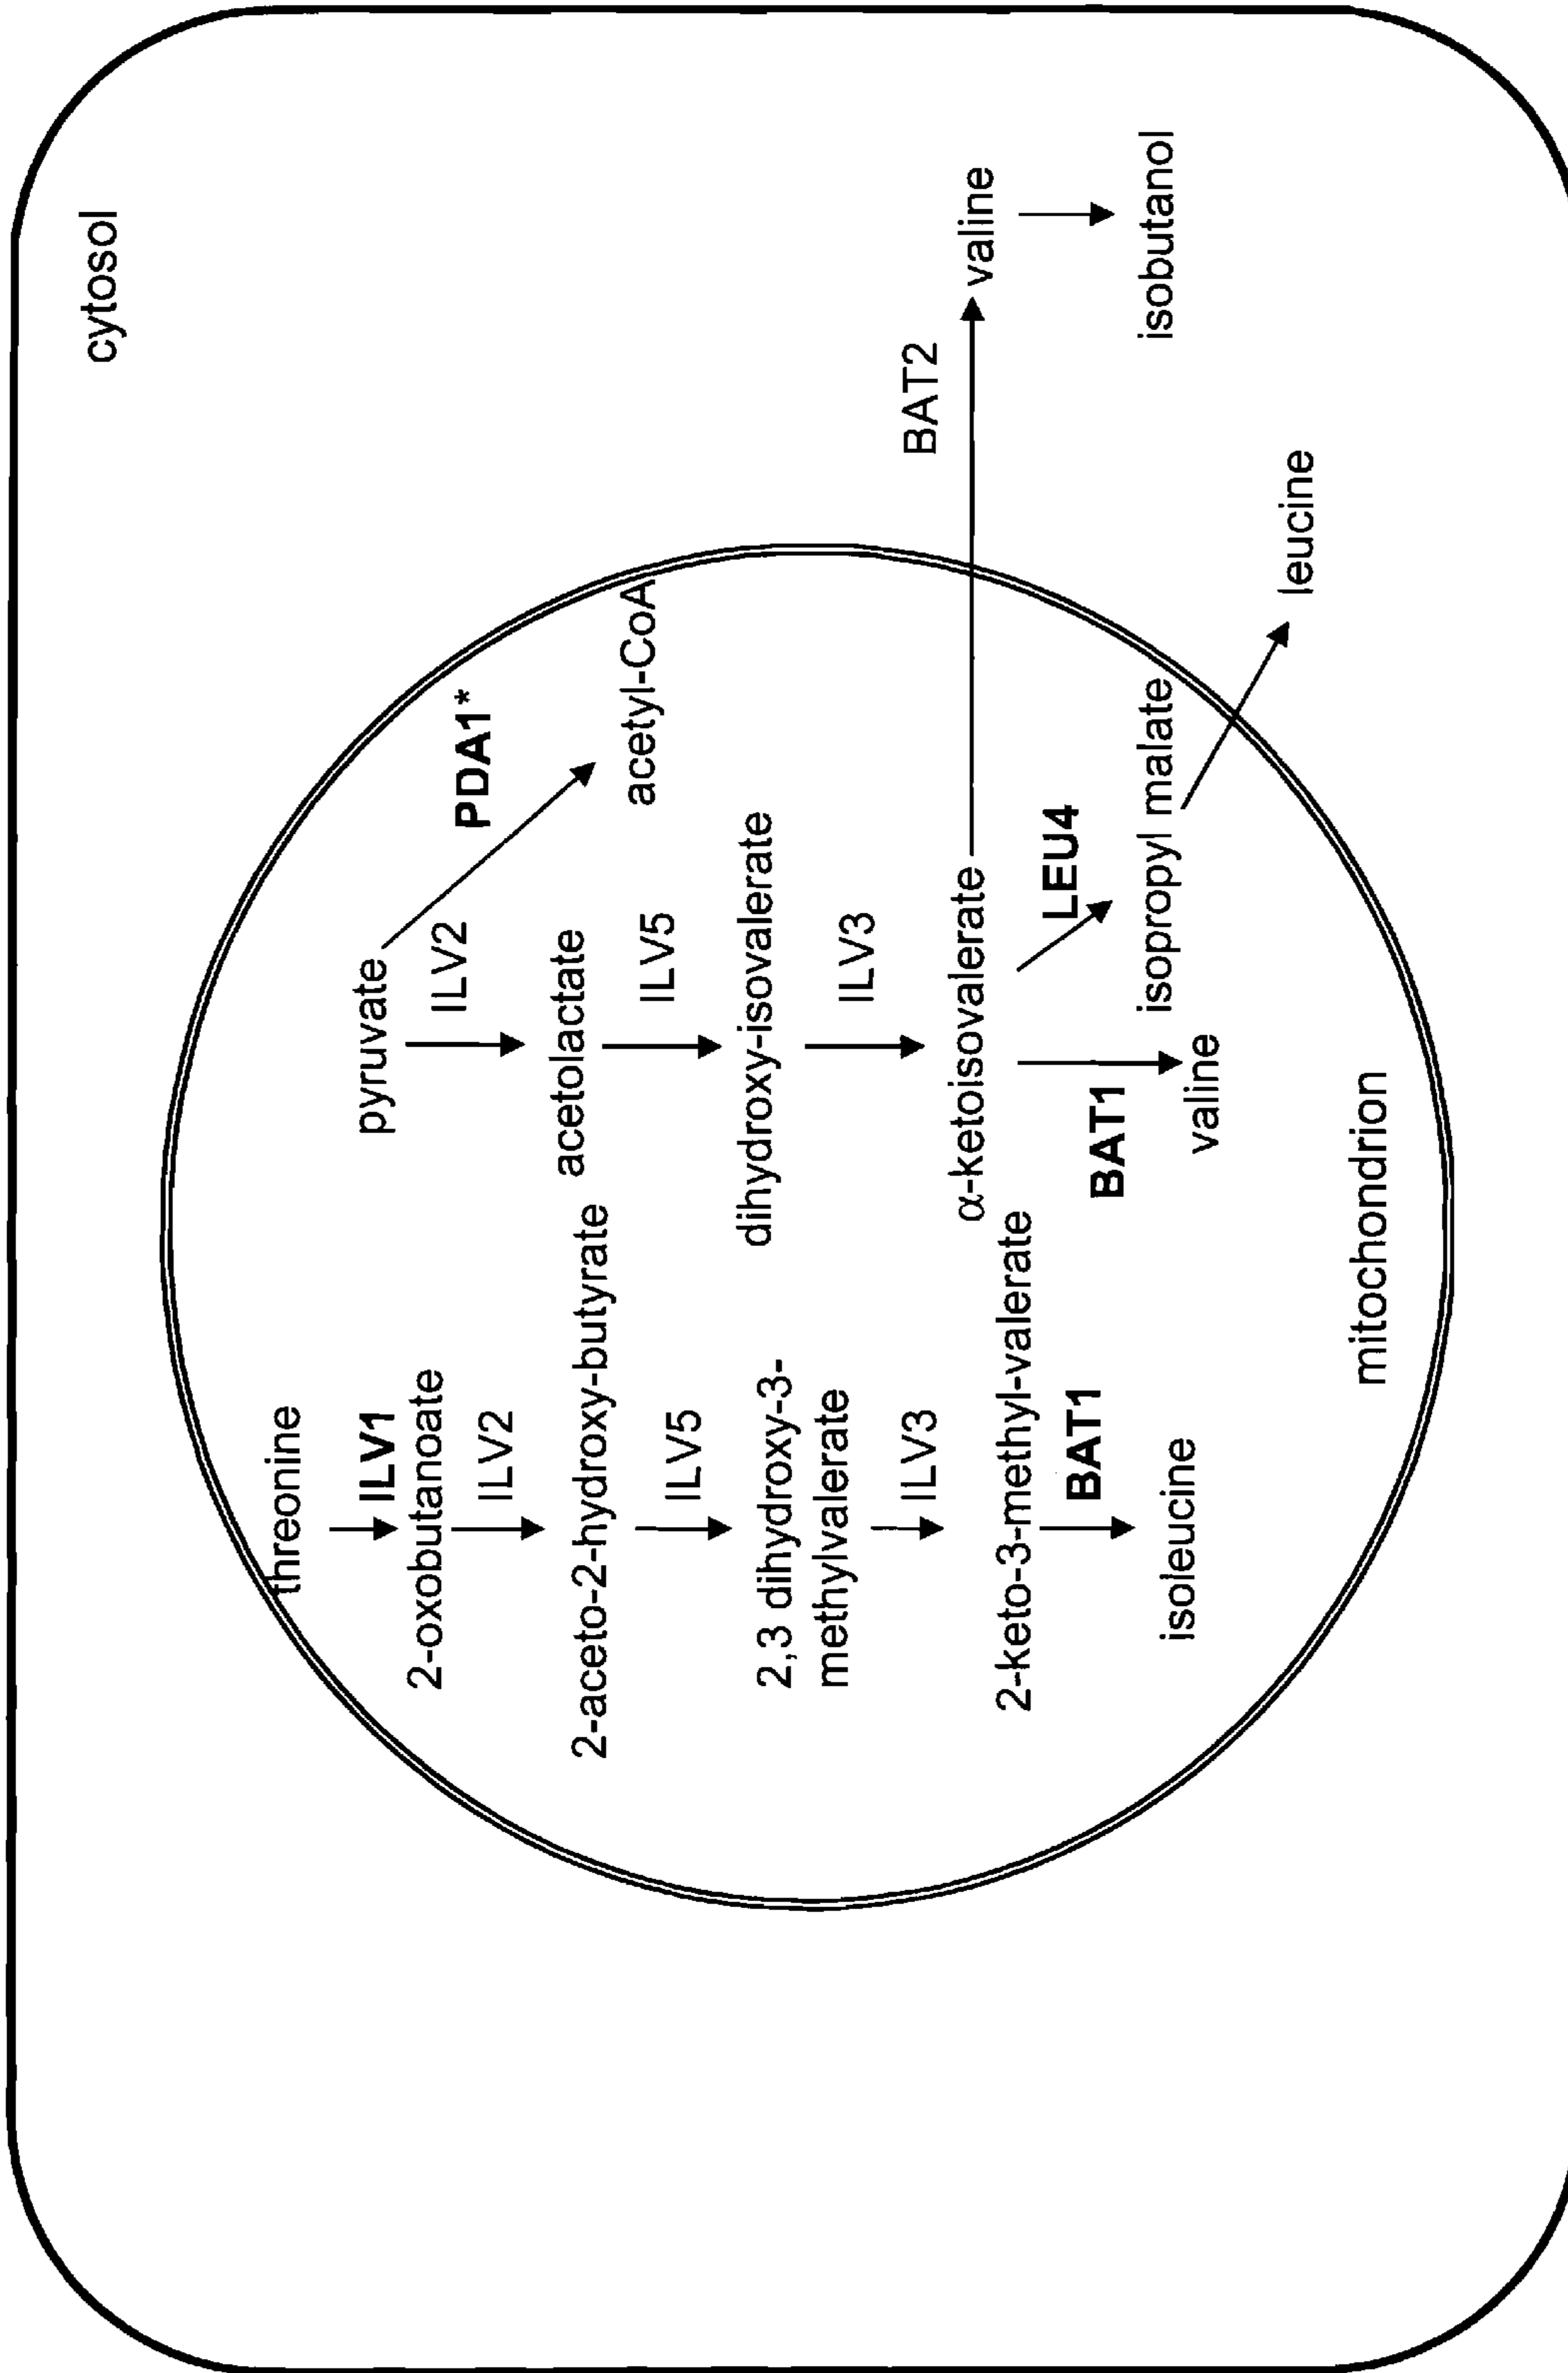 cytosol
threonine
ILV1
2-oxobutanoate
ILV2
2-aceto-2-hydroxy-butyrate
ILV5
2,3 dihydroxy-3-
methylvalerate
ILV3
2-keto-3-methyl-valerate
BAT1
isoleucine
pyruvate
PDA1*
ILV2
acetyl-CoA
acetolactate
ILV5
dihydroxy-isovalerate
ILV3
α-ketoisovalerate
BAT2
valine
isobutanol
LEU4
isopropyl malate
leucine
BAT1
valine
mitochondrion